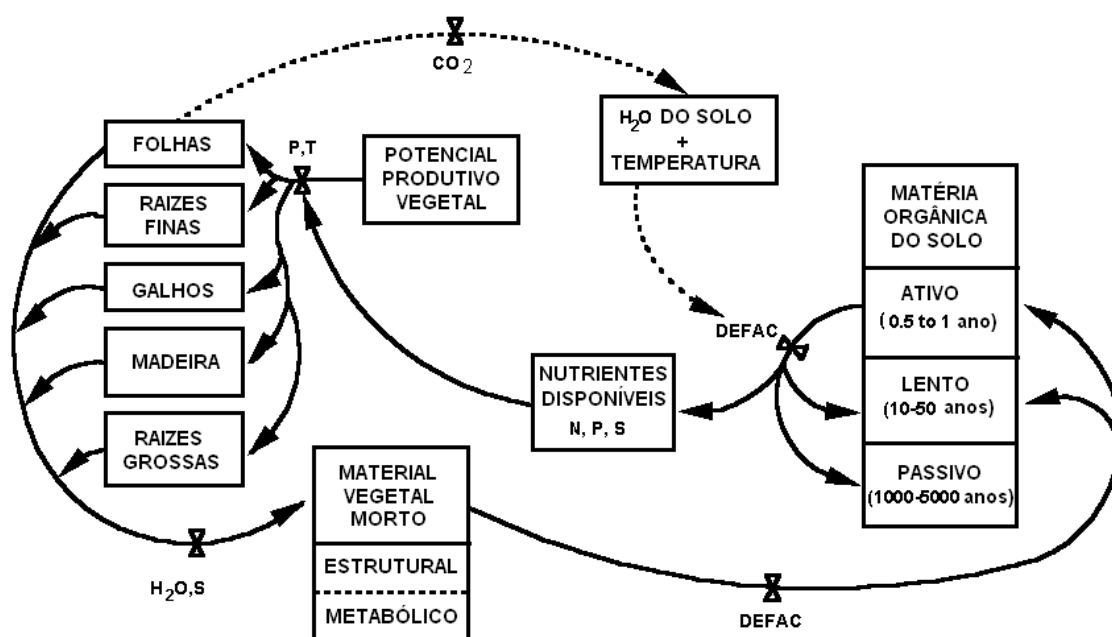 CO2
H2O DO SOLO
+
TEMPERATURA
FOLHAS
P,T
POTENCIAL
PRODUTIVO
VEGETAL
RAIZES
FINAS
GALHOS
MADEIRA
RAIZES
GROSSAS
MATÉRIA
ORGÂNICA
DO SOLO
ATIVO
(0.5 to 1 ano)
LENTO
(10-50 anos)
PASSIVO
(1000-5000 anos)
DEFAC
NUTRIENTES
DISPONÍVEIS
N, P, S
MATERIAL
VEGETAL
MORTO
ESTRUTURAL
METABÓLICO
H2O,S
DEFAC